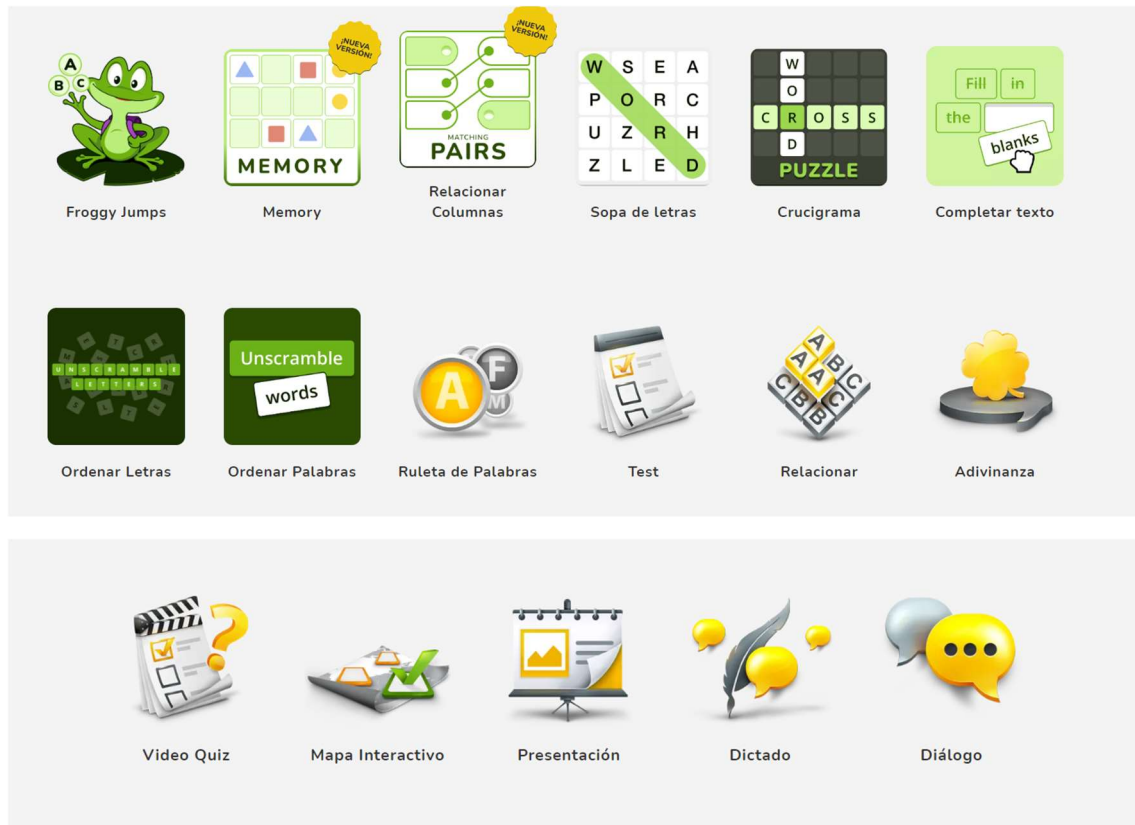 A
B C
¡NUEVA
VERSIÓN!
MEMORY
¡NUEVA
VERSIÓN!
MATCHING
PAIRS
W S E A
P O R C
U Z R H
Z L E D
W
O
C R O S S
D
PUZZLE
Fill in
the
blanks
Froggy Jumps
Memory
Relacionar
Columnas
Sopa de letras
Crucigrama
Completar texto
UNSCRAMBLE
LETTERS
Unscramble
words
A F
M
A
A B
A A C
C C
B B
Ordenar Letras
Ordenar Palabras
Ruleta de Palabras
Test
Relacionar
Adivinanza
?
Video Quiz
Mapa Interactivo
Presentación
Dictado
Diálogo